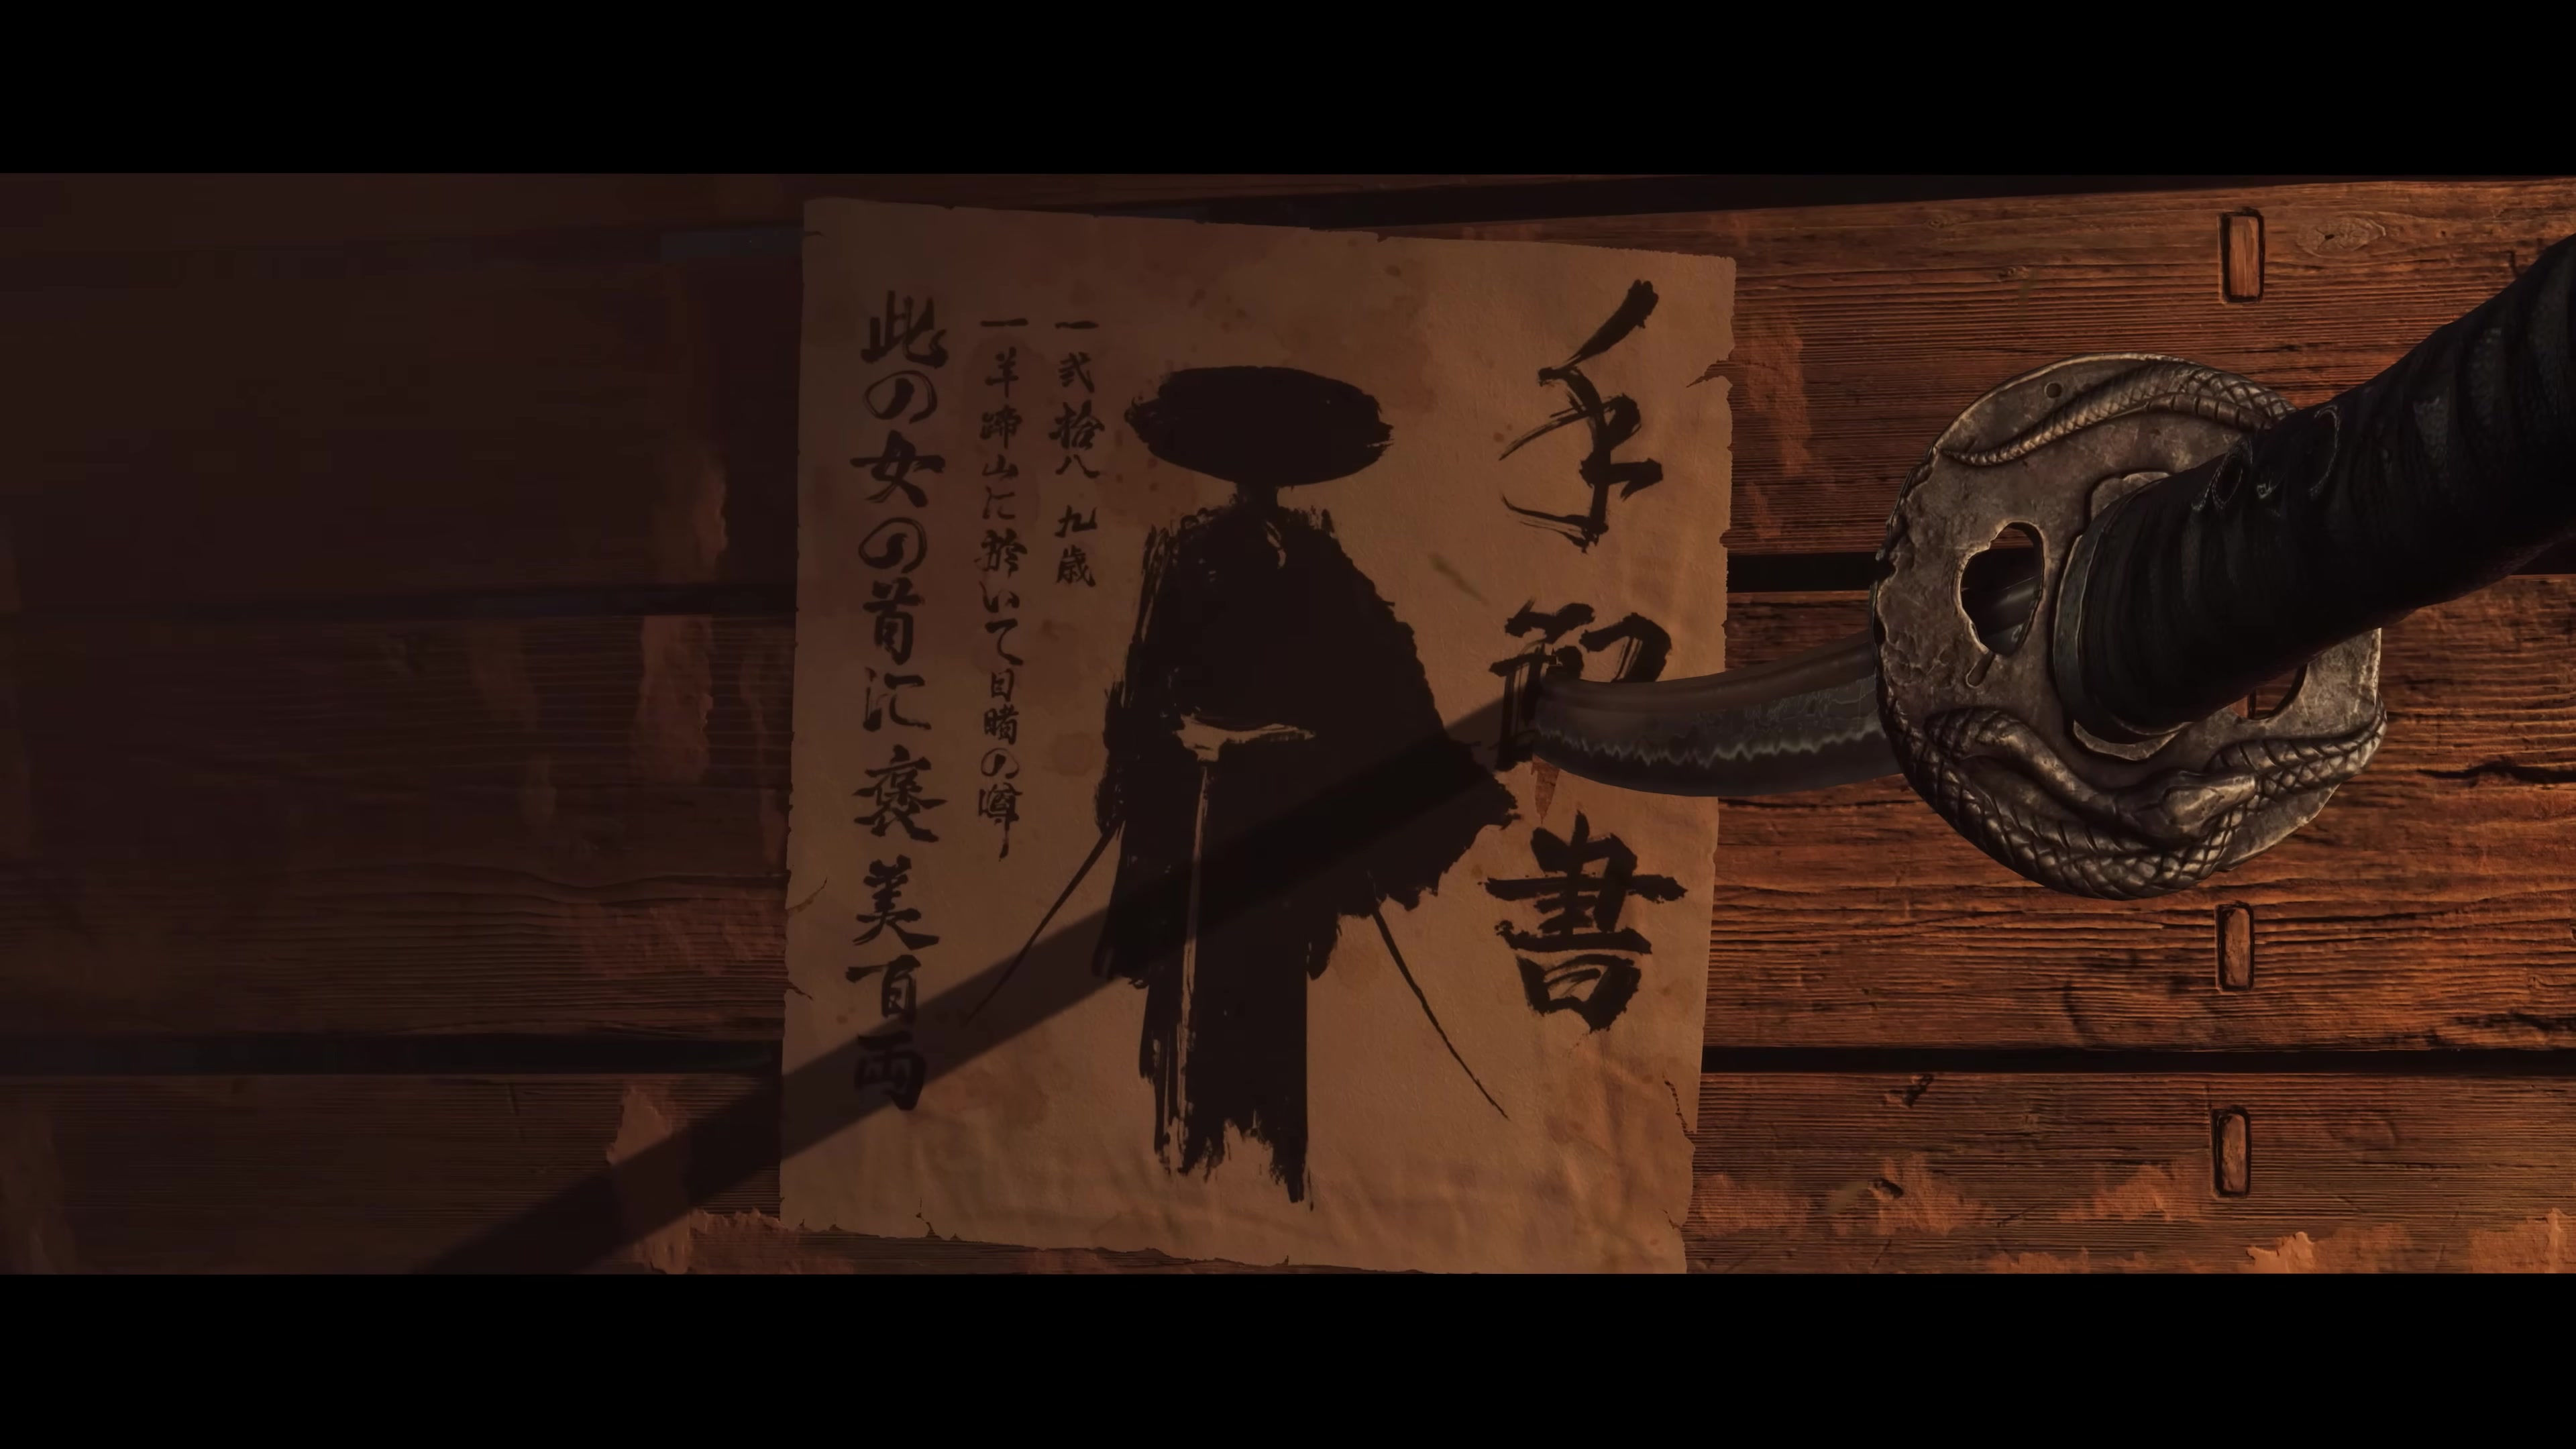 手配書
一弐拾八 九歳
一羊蹄山に於いて目睹の噂
此の女の首に褒美百両